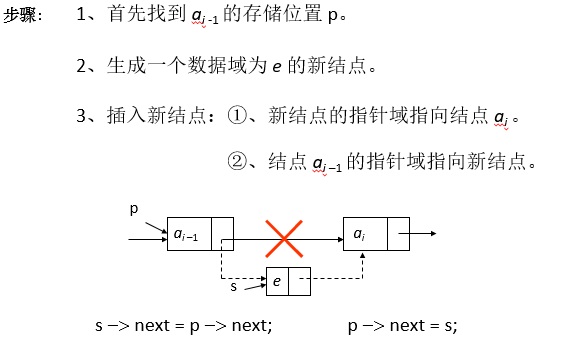 步骤： 1、首先找到 ai-1 的存储位置 p。
2、生成一个数据域为 e 的新结点。
3、插入新结点：①、新结点的指针域指向结点 ai。
②、结点 ai–1 的指针域指向新结点。
p
ai–1 ai
s e
s –> next = p –> next; p –> next = s;